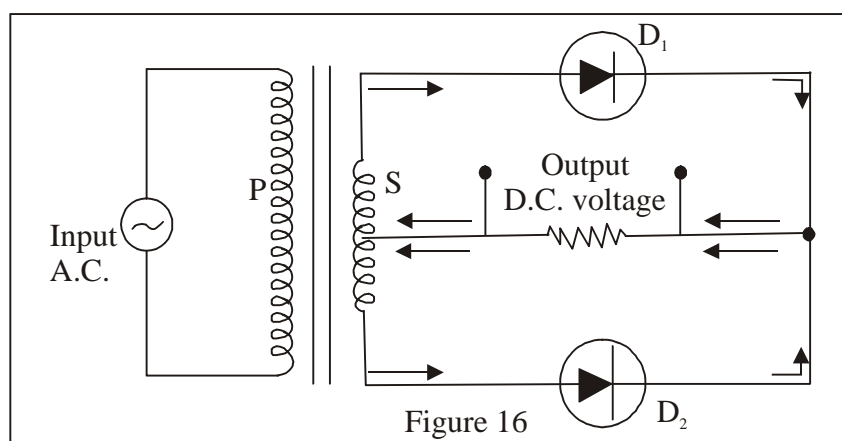 D₁
P
S
Output
D.C. voltage
Input
A.C.
Figure 16
D₂